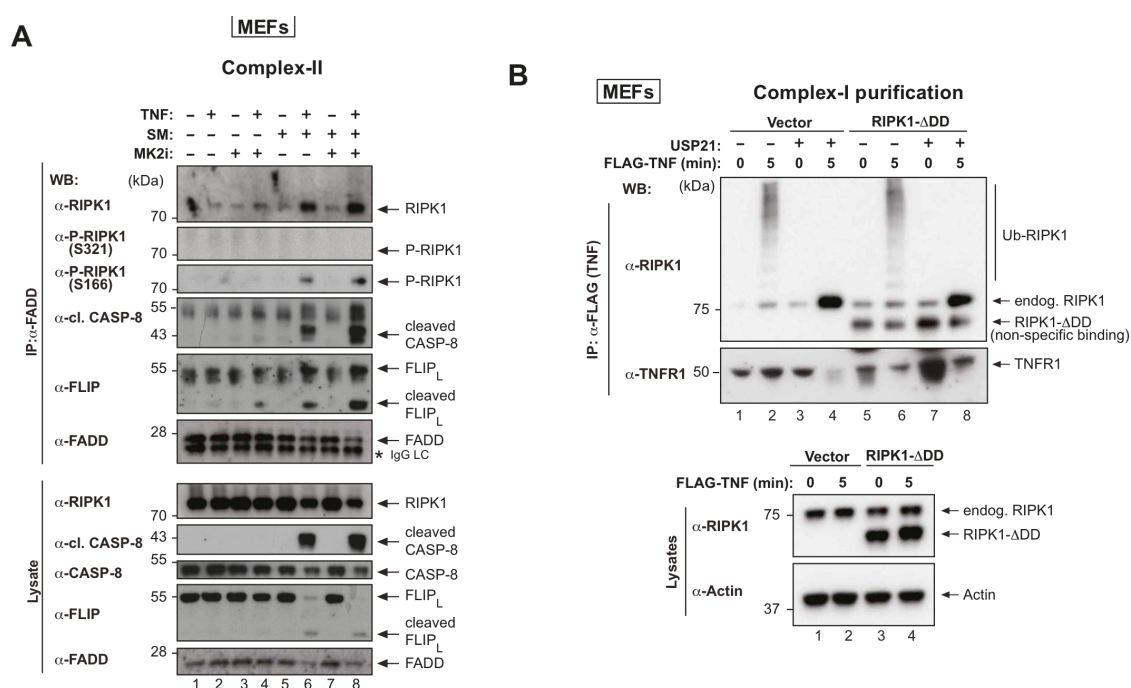 A
MEFs
Complex-II
TNF: – + – + – + – +
SM: – – – – + + + +
MK2i: – – + + – – + +
IP:α-FADD
WB: (kDa)
α-RIPK1 70 RIPK1
α-P-RIPK1 (S321) 70 P-RIPK1
α-P-RIPK1 (S166) 70 P-RIPK1
α-cl. CASP-8 55 43 cleaved CASP-8
α-FLIP 55 FLIP L
cleaved FLIP L
α-FADD 28 FADD
* IgG LC
Lysate
α-RIPK1 70 RIPK1
α-cl. CASP-8 43 cleaved CASP-8
α-CASP-8 55 CASP-8
α-FLIP 55 FLIP L
cleaved FLIP L
α-FADD 28 FADD
1 2 3 4 5 6 7 8
B
MEFs
Complex-I purification
Vector RIPK1-ΔDD
USP21: – – + + – – + +
FLAG-TNF (min): 0 5 0 5 0 5 0 5
IP: α-FLAG (TNF)
WB: (kDa)
α-RIPK1 75 Ub-RIPK1
endog. RIPK1
RIPK1-ΔDD
(non-specific binding)
α-TNFR1 50 TNFR1
1 2 3 4 5 6 7 8
Vector RIPK1-ΔDD
FLAG-TNF (min): 0 5 0 5
Lysates
α-RIPK1 75 endog. RIPK1
RIPK1-ΔDD
α-Actin 37 Actin
1 2 3 4